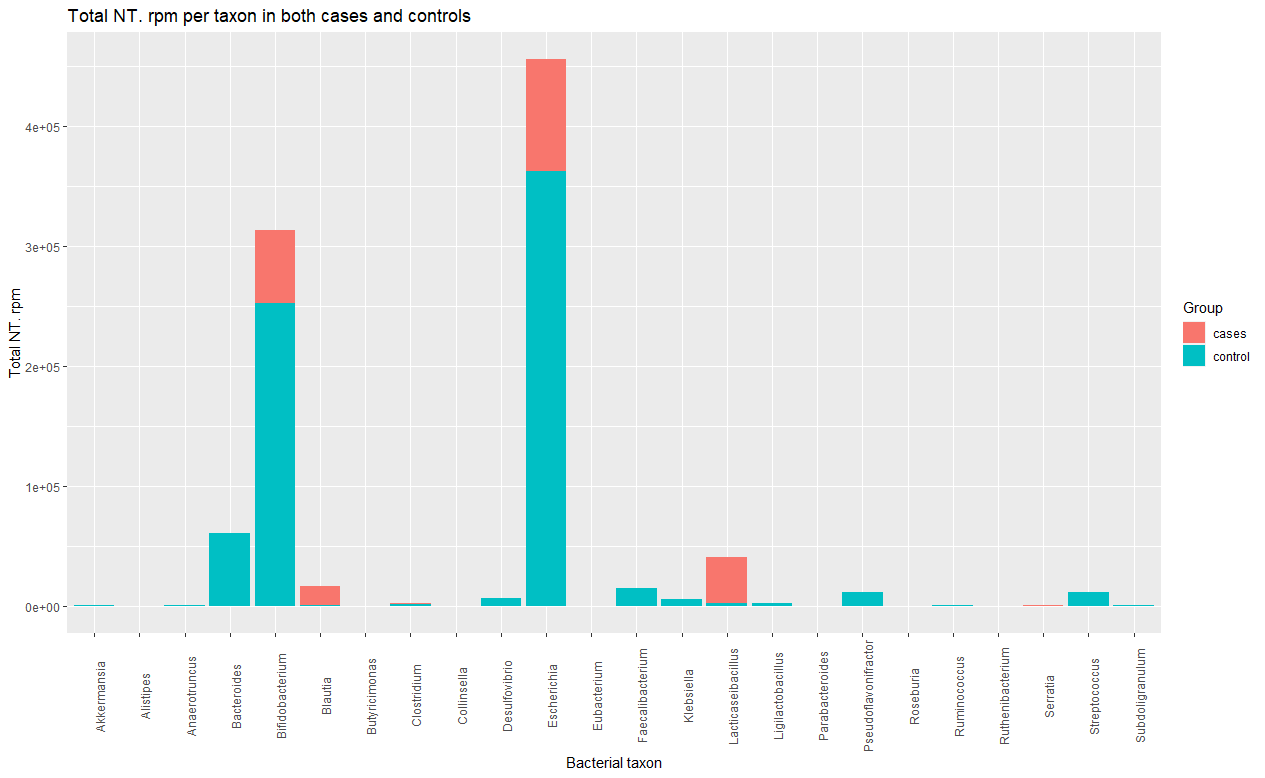 Total NT. rpm per taxon in both cases and controls
Total NT. rpm
4e+05
3e+05
2e+05
1e+05
0e+00
Akkermansia
Alistipes
Anaerotruncus
Bacteroides
Bifidobacterium
Blautia
Butyricimonas
Clostridium
Collinsella
Desulfovibrio
Escherichia
Eubacterium
Faecalibacterium
Klebsiella
Lacticaseibacillus
Ligilactobacillus
Parabacteroides
Pseudoflavonifractor
Roseburia
Ruminococcus
Ruthenibacterium
Serratia
Streptococcus
Subdoligranulum
Bacterial taxon
Group
cases
control